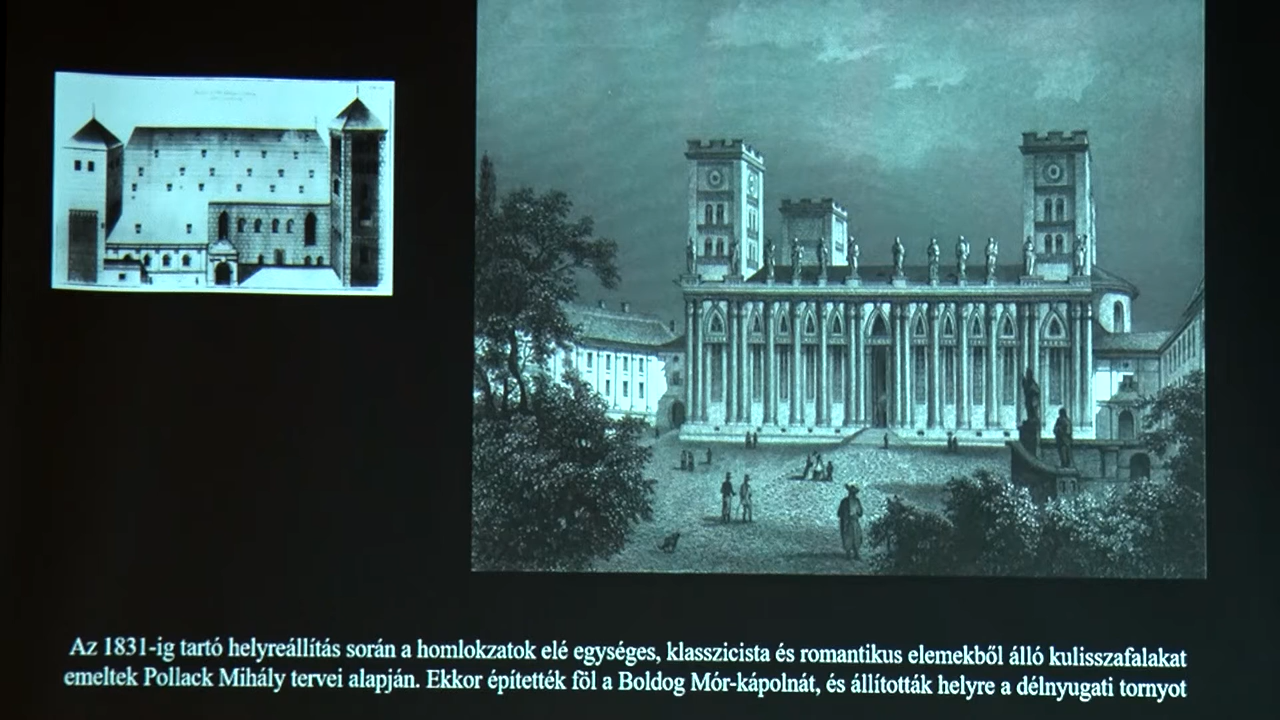 Az 1831-ig tartó helyreállítás során a homlokzatok elé egységes, klasszicista és romantikus elemekből álló kulisszafalakat
emeltek Pollack Mihály tervei alapján. Ekkor építették föl a Boldog Mór-kápolnát, és állították helyre a délnyugati tornyot